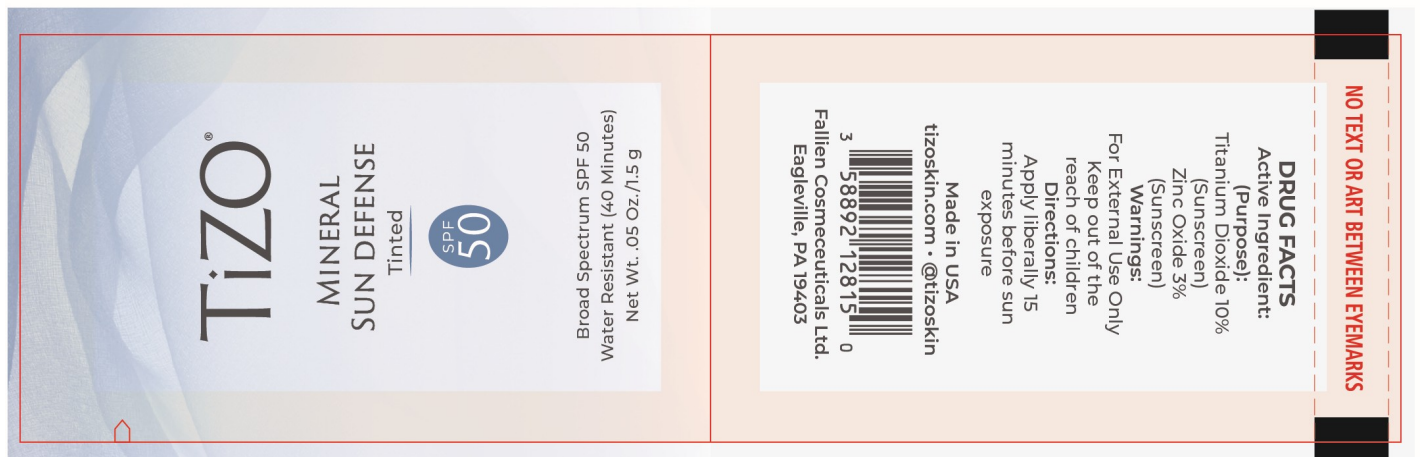 TiZO®
MINERAL
SUN DEFENSE
Tinted
SPF
50
Broad Spectrum SPF 50
Water Resistant (40 Minutes)
Net Wt. .05 Oz./1.5 g
DRUG FACTS
Active Ingredient:
(Purpose):
Titanium Dioxide 10%
(Sunscreen)
Zinc Oxide 3%
(Sunscreen)
Warnings:
For External Use Only
Keep out of the
reach of children
Directions:
Apply liberally 15
minutes before sun
exposure
Made in USA
tizoskin.com • @tizoskin
3 58892 12815 0
Fallien Cosmeceuticals Ltd.
Eagleville, PA 19403
NO TEXT OR ART BETWEEN EYEMARKS